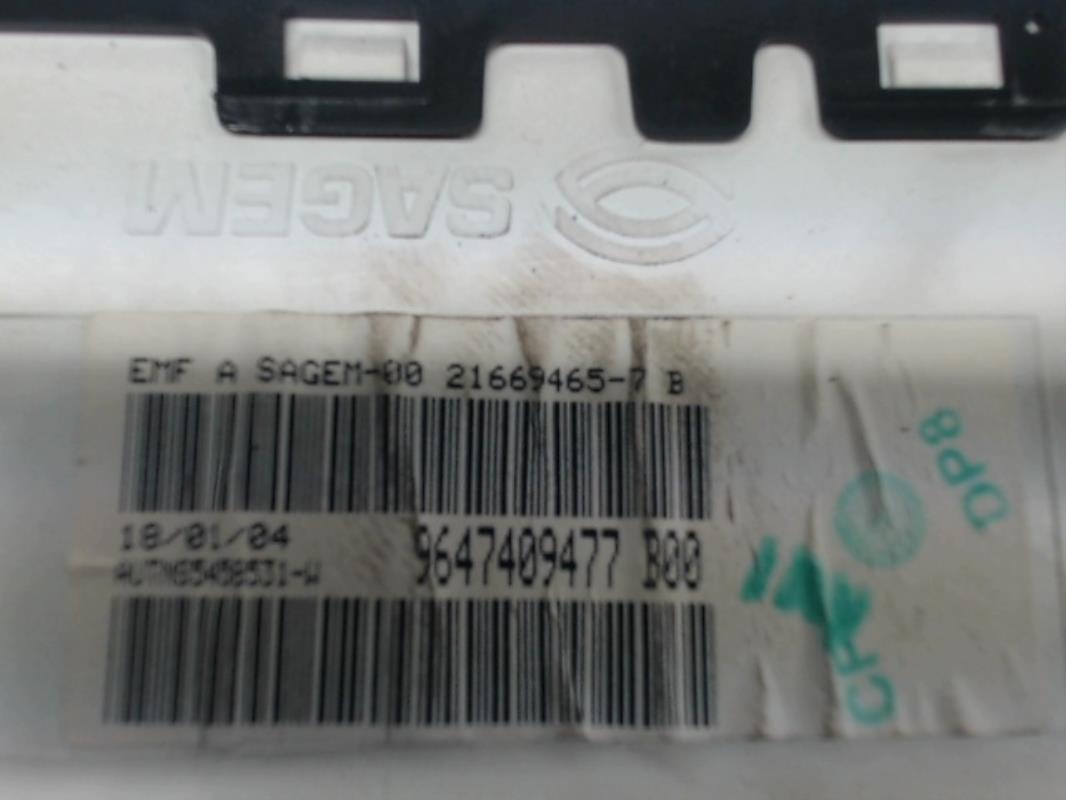 SAGEM
EMF A SAGEM-00 21669465-7 B
18/01/04
9647409477 B00
DP8